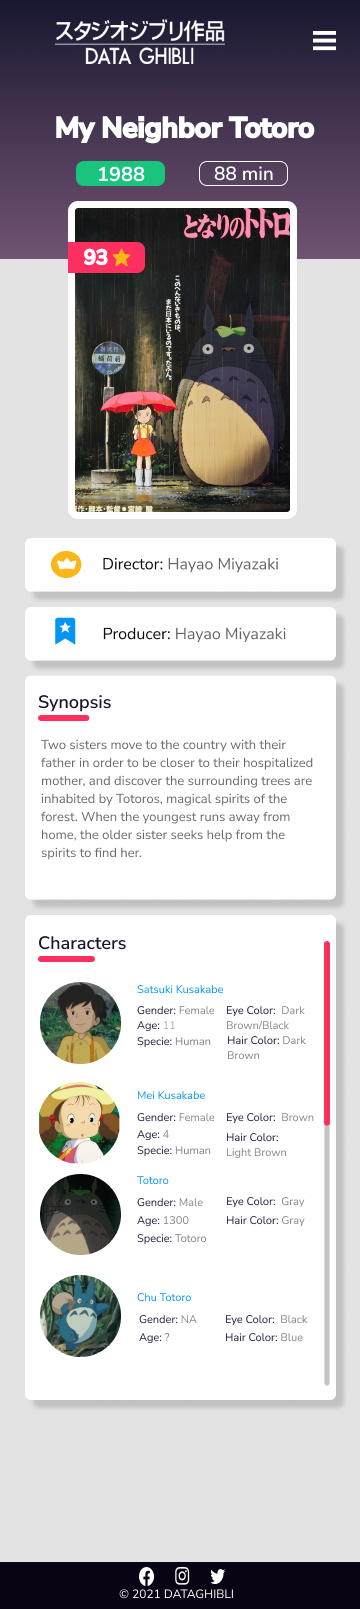 スタジオジブリ作品
DATA GHIBLI
My Neighbor Totoro
1988
88 min
となりのトトロ
93
Director: Hayao Miyazaki
Producer: Hayao Miyazaki
Synopsis
Two sisters move to the country with their
father in order to be closer to their hospitalized
mother, and discover the surrounding trees are
inhabited by Totoros, magical spirits of the
forest. When the youngest runs away from
home, the older sister seeks help from the
spirits to find her.
Characters
Satsuki Kusakabe
Gender: Female
Age: 11
Specie: Human
Eye Color: Dark
Brown/Black
Hair Color: Dark
Brown
Mei Kusakabe
Gender: Female
Age: 4
Specie: Human
Eye Color: Brown
Hair Color:
Light Brown
Totoro
Gender: Male
Age: 1300
Specie: Totoro
Eye Color: Gray
Hair Color: Gray
Chu Totoro
Gender: NA
Age: ?
Eye Color: Black
Hair Color: Blue
© 2021 DATAGHIBLI